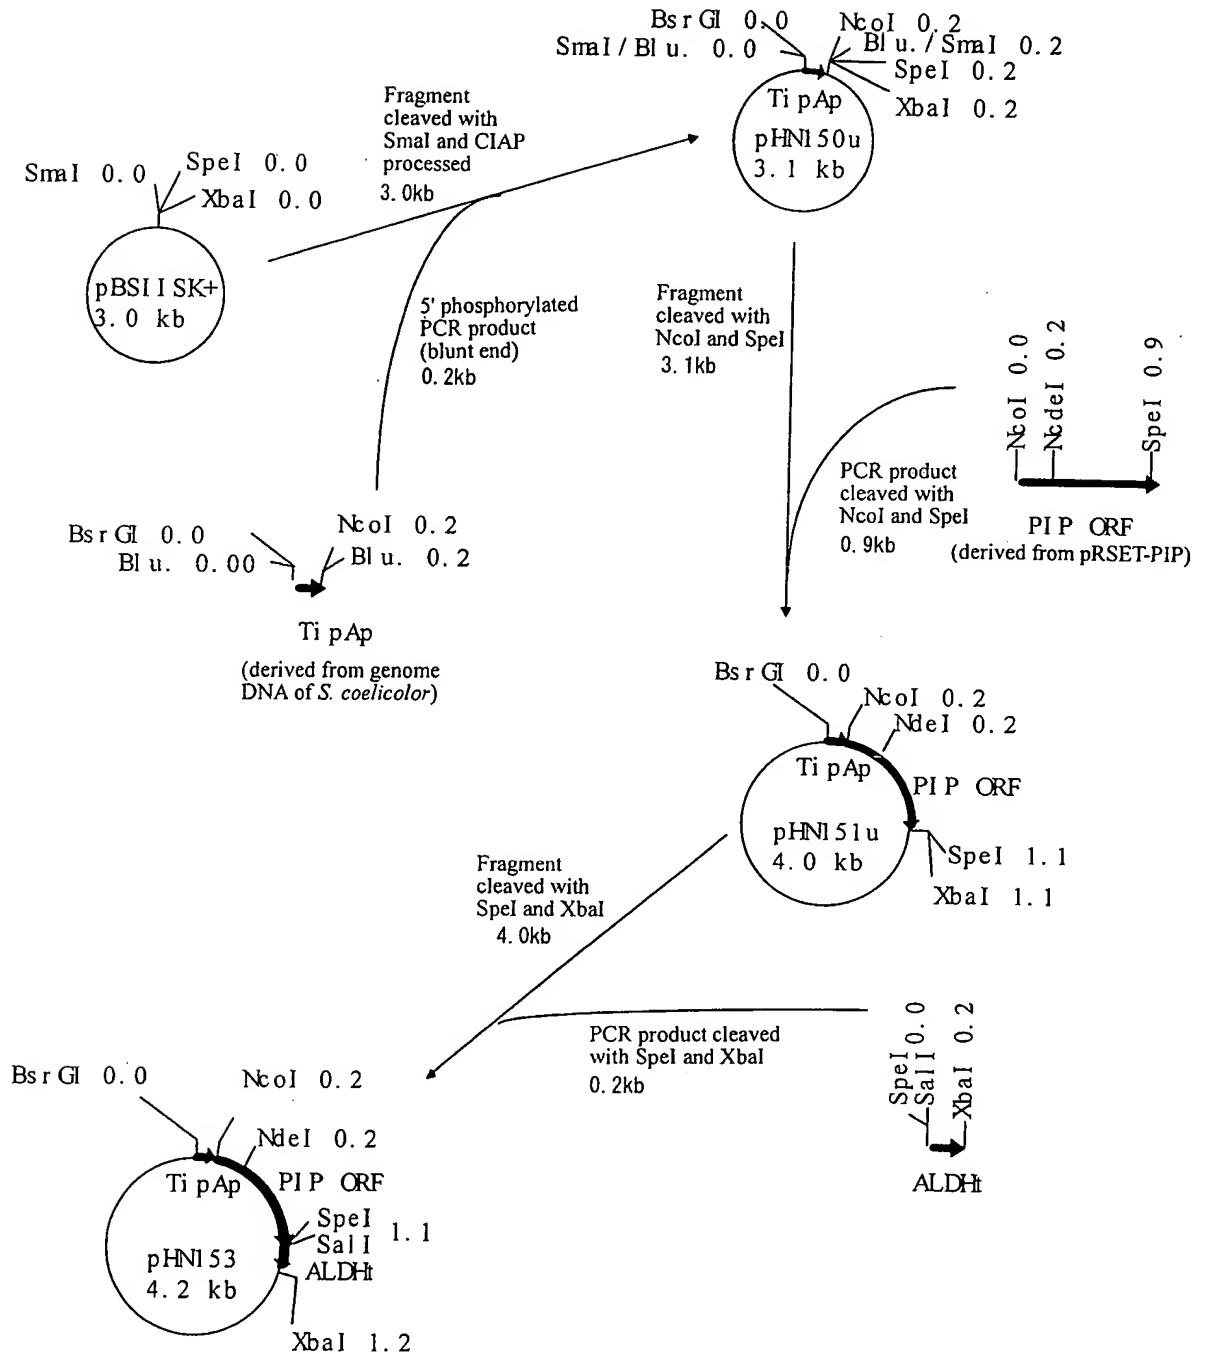 BsrGI 0.0
SmaI/Blu. 0.0
NcoI 0.2
Blu./SmaI 0.2
SpeI 0.2
XbaI 0.2
TipAp
pHN150u
3.1 kb
Fragment
cleaved with
SmaI and CIAP
processed
3.0kb
SmaI 0.0
SpeI 0.0
XbaI 0.0
pBSIISK+
3.0 kb
5' phosphorylated
PCR product
(blunt end)
0.2kb
Fragment
cleaved with
NcoI and SpeI
3.1kb
NcoI 0.0
NcdeI 0.2
SpeI 0.9
PIP ORF
(derived from pRSET-PIP)
PCR product
cleaved with
NcoI and SpeI
0.9kb
BsrGI 0.0
Blu. 0.00
NcoI 0.2
Blu. 0.2
TipAp
(derived from genome
DNA of S. coelicolor)
BsrGI 0.0
NcoI 0.2
NdeI 0.2
TipAp
PIP ORF
pHN151u
4.0 kb
SpeI 1.1
XbaI 1.1
Fragment
cleaved with
SpeI and XbaI
4.0kb
PCR product cleaved
with SpeI and XbaI
0.2kb
SpeI
SalI 0.0
XbaI 0.2
ALDHt
BsrGI 0.0
NcoI 0.2
NdeI 0.2
TipAp
PIP ORF
SpeI
SalI
1.1
ALDHt
pHN153
4.2 kb
XbaI 1.2